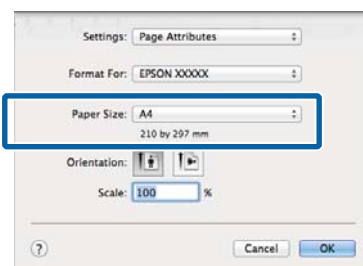 Settings: Page Attributes
Format For: EPSON XXXXX
Paper Size: A4
210 by 297 mm
Orientation:
Scale: 100 %
? Cancel OK